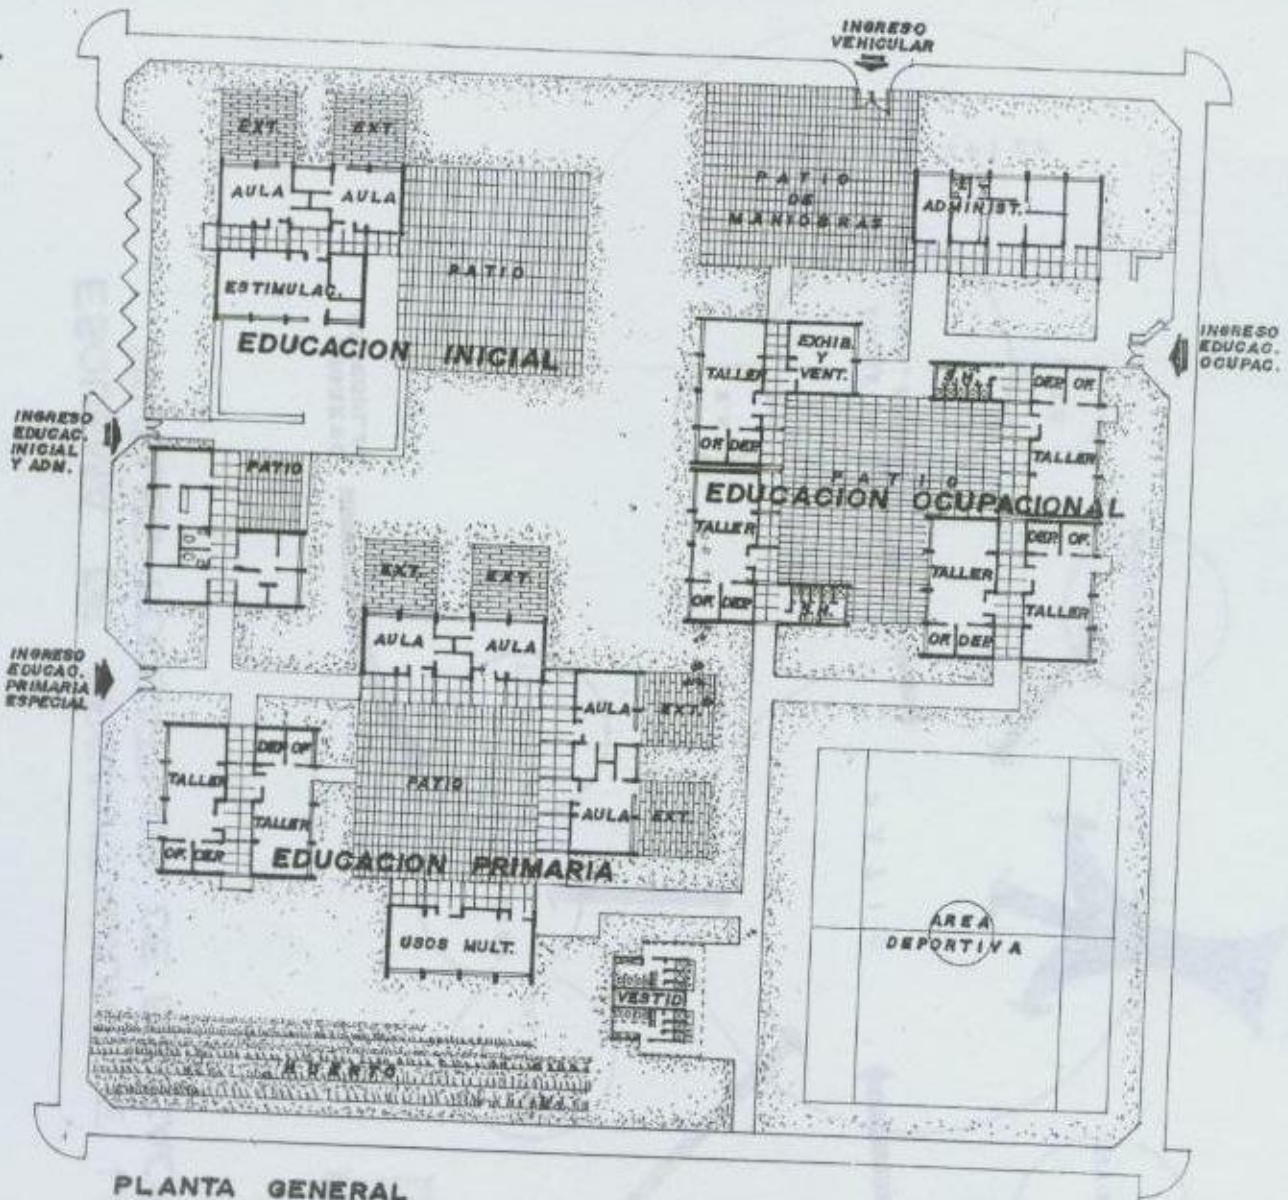 INGRESO
VEHICULAR
EXT.
EXT.
AULA
AULA
PATIO
DE
MANIOBRAS
ADMINIST.
PATIO
ESTIMULAC.
EDUCACION INICIAL
EXHIB.
Y
VENT.
TALLER
INGRESO
EDUCAC.
OCUPAC.
S.H.
DEP. OF.
OF. DEP.
TALLER
INGRESO
EDUCAC.
INICIAL
Y ADM.
PATIO
PATIO
EDUCACION OCUPACIONAL
TALLER
DEP. OF.
EXT.
EXT.
TALLER
OF. DEP.
S.H.
TALLER
AULA
AULA
OF. DEP.
INGRESO
EDUCAC.
PRIMARIA
ESPECIAL
AULA
EXT.
DEP. OF.
TALLER
PATIO
TALLER
AULA
EXT.
OF. DEP.
EDUCACION PRIMARIA
USOS MULT.
AREA
DEPORTIVA
VESTID
HUERTO
PLANTA GENERAL